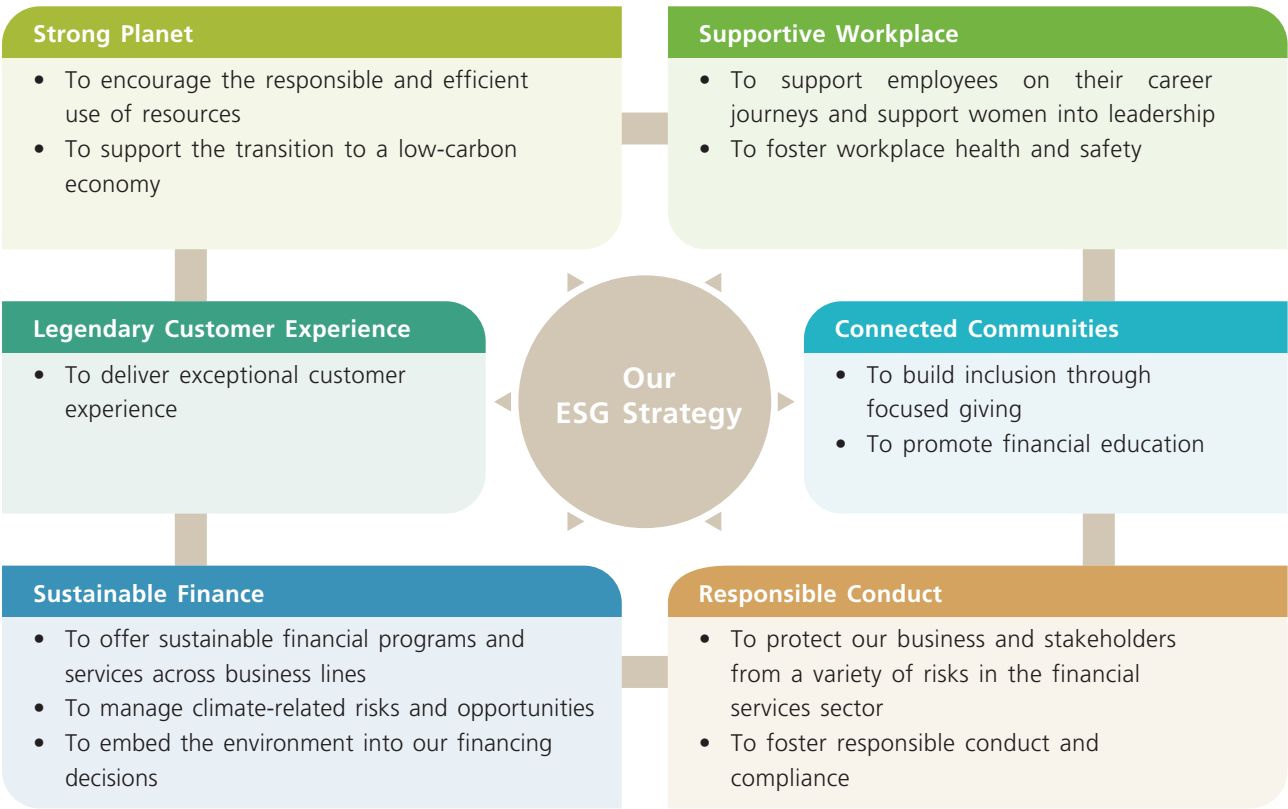 Strong Planet
• To encourage the responsible and efficient
use of resources
• To support the transition to a low-carbon
economy
Supportive Workplace
• To support employees on their career
journeys and support women into leadership
• To foster workplace health and safety
Legendary Customer Experience
• To deliver exceptional customer
experience
Our
ESG Strategy
Connected Communities
• To build inclusion through
focused giving
• To promote financial education
Sustainable Finance
• To offer sustainable financial programs and
services across business lines
• To manage climate-related risks and opportunities
• To embed the environment into our financing
decisions
Responsible Conduct
• To protect our business and stakeholders
from a variety of risks in the financial
services sector
• To foster responsible conduct and
compliance